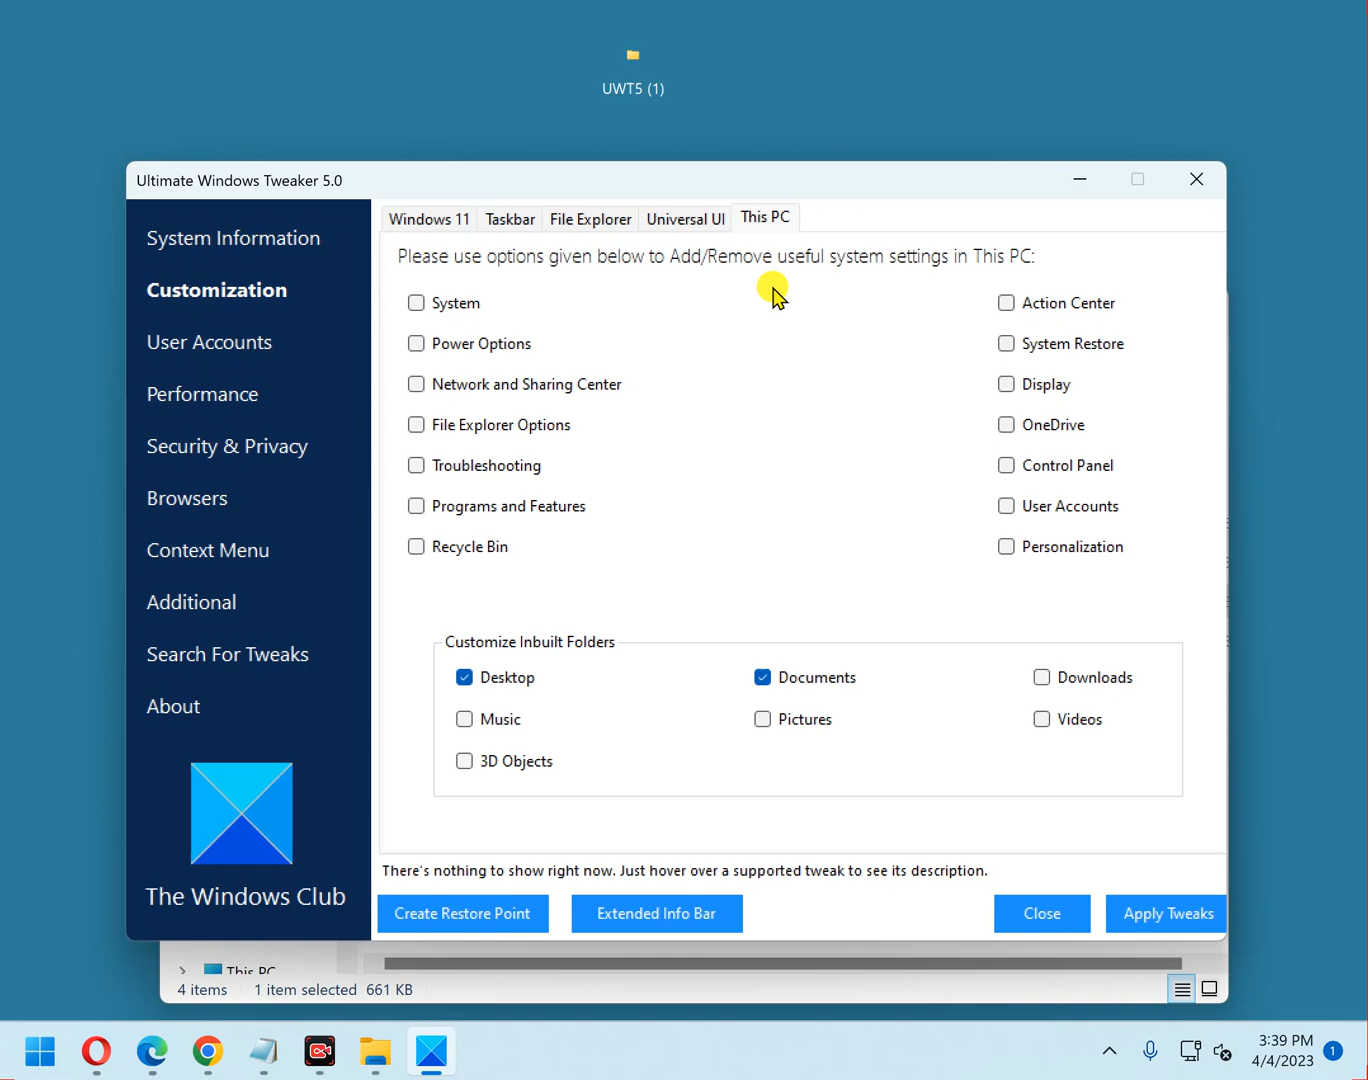 UWT5 (1)
Ultimate Windows Tweaker 5.0
System Information
Customization
User Accounts
Performance
Security & Privacy
Browsers
Context Menu
Additional
Search For Tweaks
About
The Windows Club
Windows 11 Taskbar File Explorer Universal UI This PC
Please use options given below to Add/Remove useful system settings in This PC:
System
Power Options
Network and Sharing Center
File Explorer Options
Troubleshooting
Programs and Features
Recycle Bin
Action Center
System Restore
Display
OneDrive
Control Panel
User Accounts
Personalization
Customize Inbuilt Folders
Desktop Documents Downloads
Music Pictures Videos
3D Objects
There's nothing to show right now. Just hover over a supported tweak to see its description.
Create Restore Point Extended Info Bar Close Apply Tweaks
This PC
4 items 1 item selected 661 KB
3:39 PM
4/4/2023 1